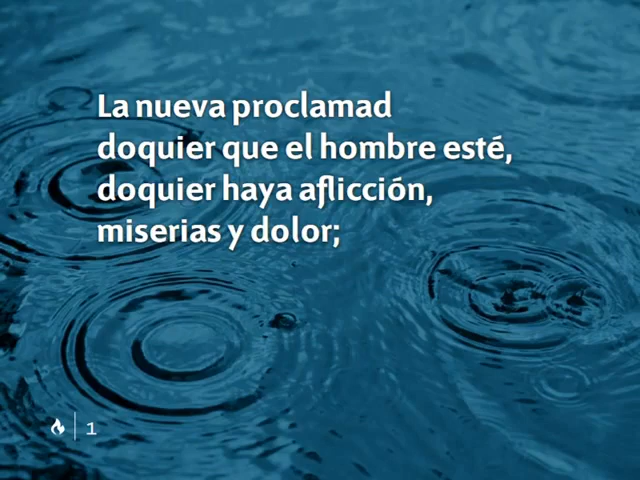 La nueva proclamad
doquier que el hombre esté,
doquier haya aflicción,
miserias y dolor;
1